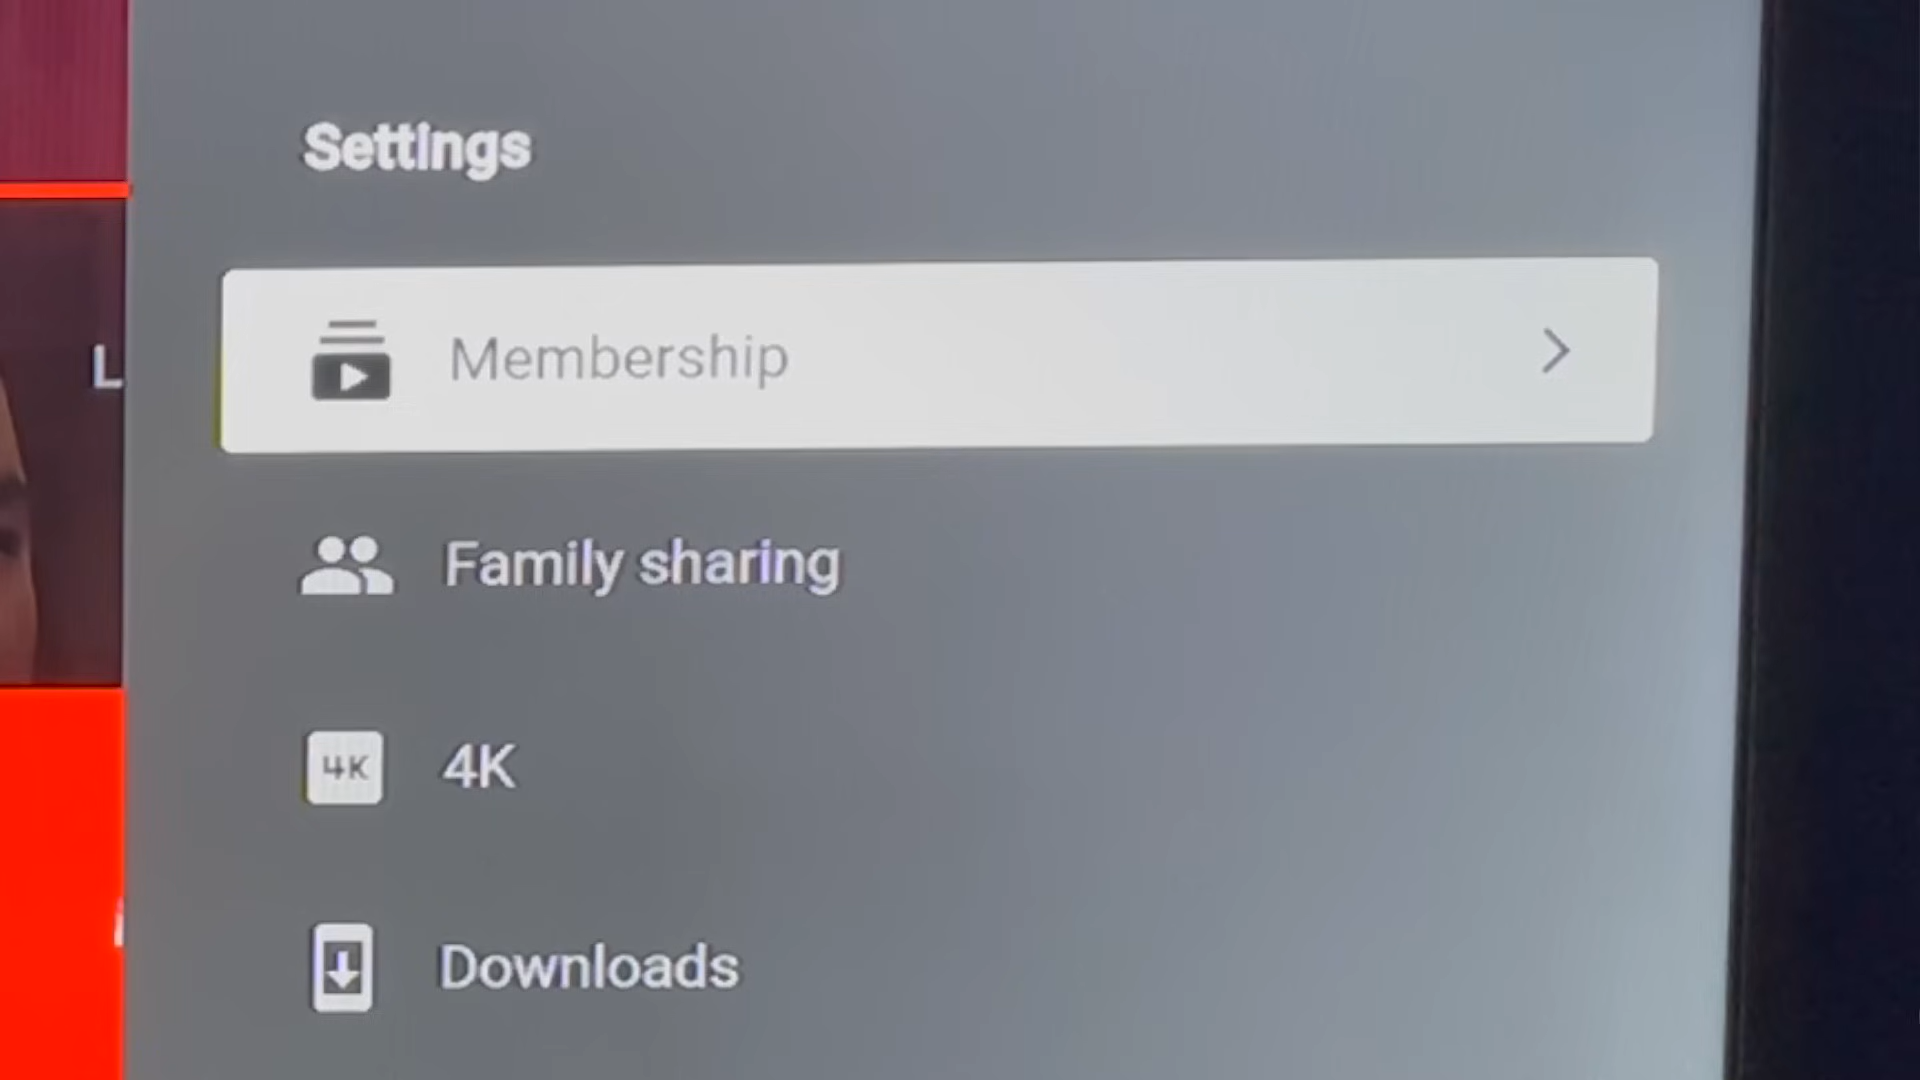 Settings
L
Membership
Family sharing
4K 4K
Downloads